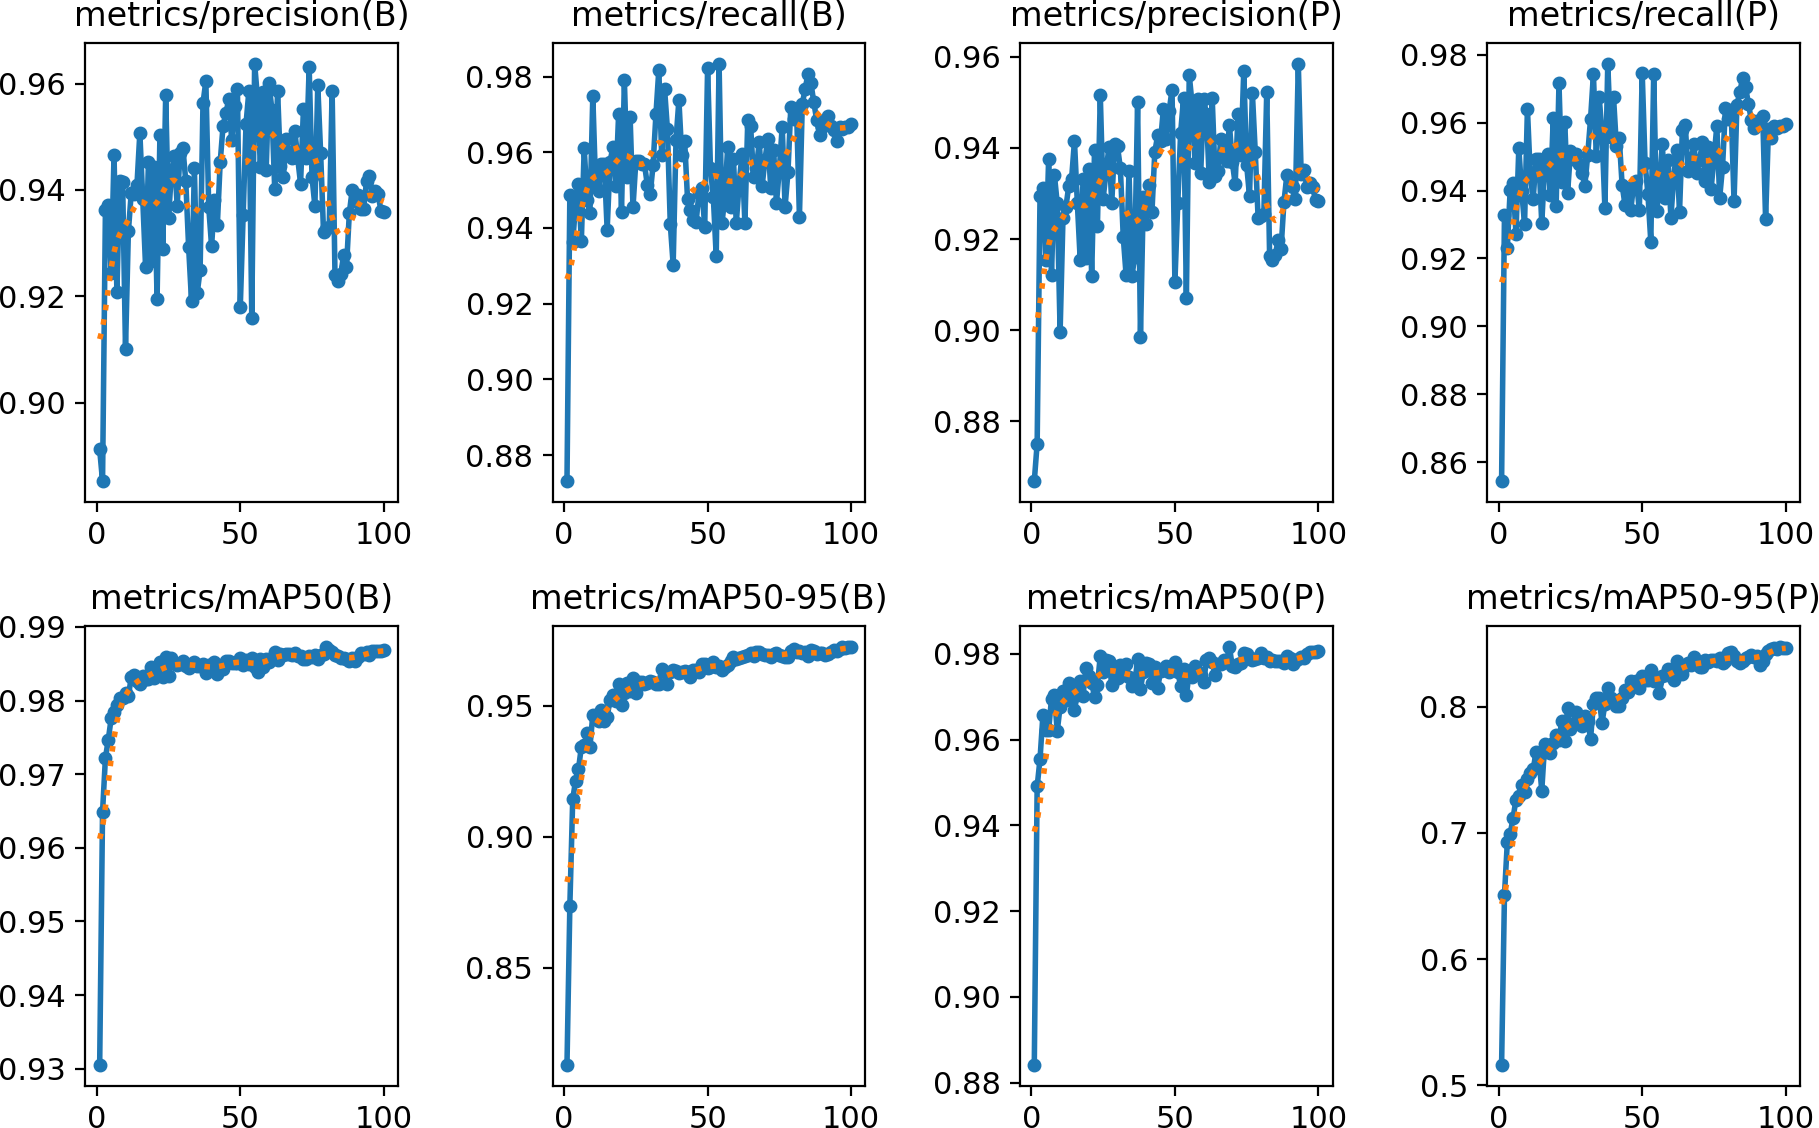 metrics/precision(B)
0.96
0.94
0.92
0.90
0 50 100
metrics/recall(B)
0.98
0.96
0.94
0.92
0.90
0.88
0 50 100
metrics/precision(P)
0.96
0.94
0.92
0.90
0.88
0 50 100
metrics/recall(P)
0.98
0.96
0.94
0.92
0.90
0.88
0.86
0 50 100
metrics/mAP50(B)
0.99
0.98
0.97
0.96
0.95
0.94
0.93
0 50 100
metrics/mAP50-95(B)
0.95
0.90
0.85
0 50 100
metrics/mAP50(P)
0.98
0.96
0.94
0.92
0.90
0.88
0 50 100
metrics/mAP50-95(P)
0.8
0.7
0.6
0.5
0 50 100